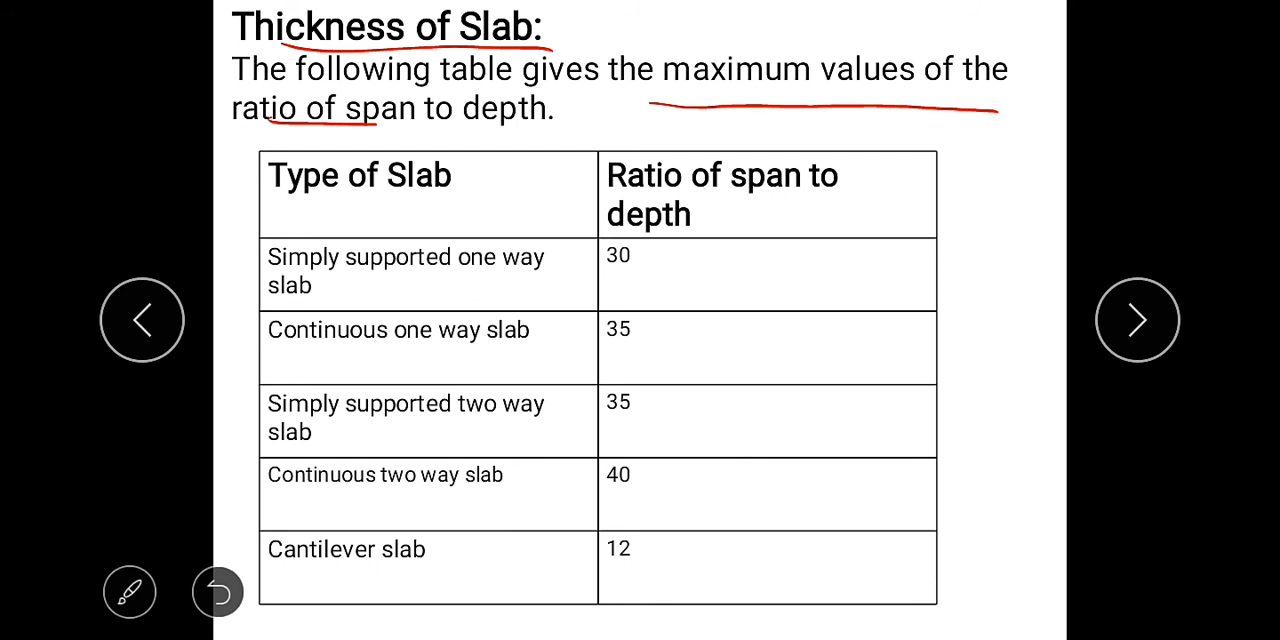 Thickness of Slab:
The following table gives the maximum values of the
ratio of span to depth.
Type of Slab
Ratio of span to
depth
Simply supported one way
slab
30
Continuous one way slab
35
Simply supported two way
slab
35
Continuous two way slab
40
Cantilever slab
12